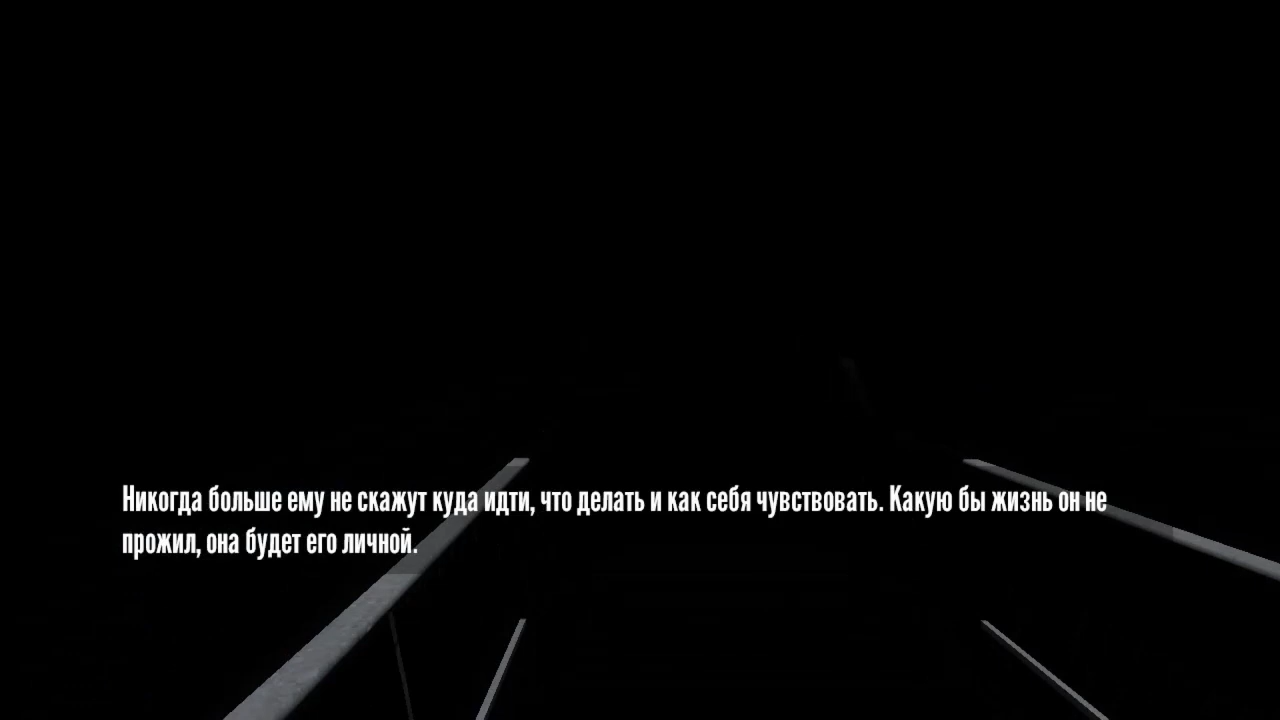 Никогда больше ему не скажут куда идти, что делать и как себя чувствовать. Какую бы жизнь он не
прожил, она будет его личной.